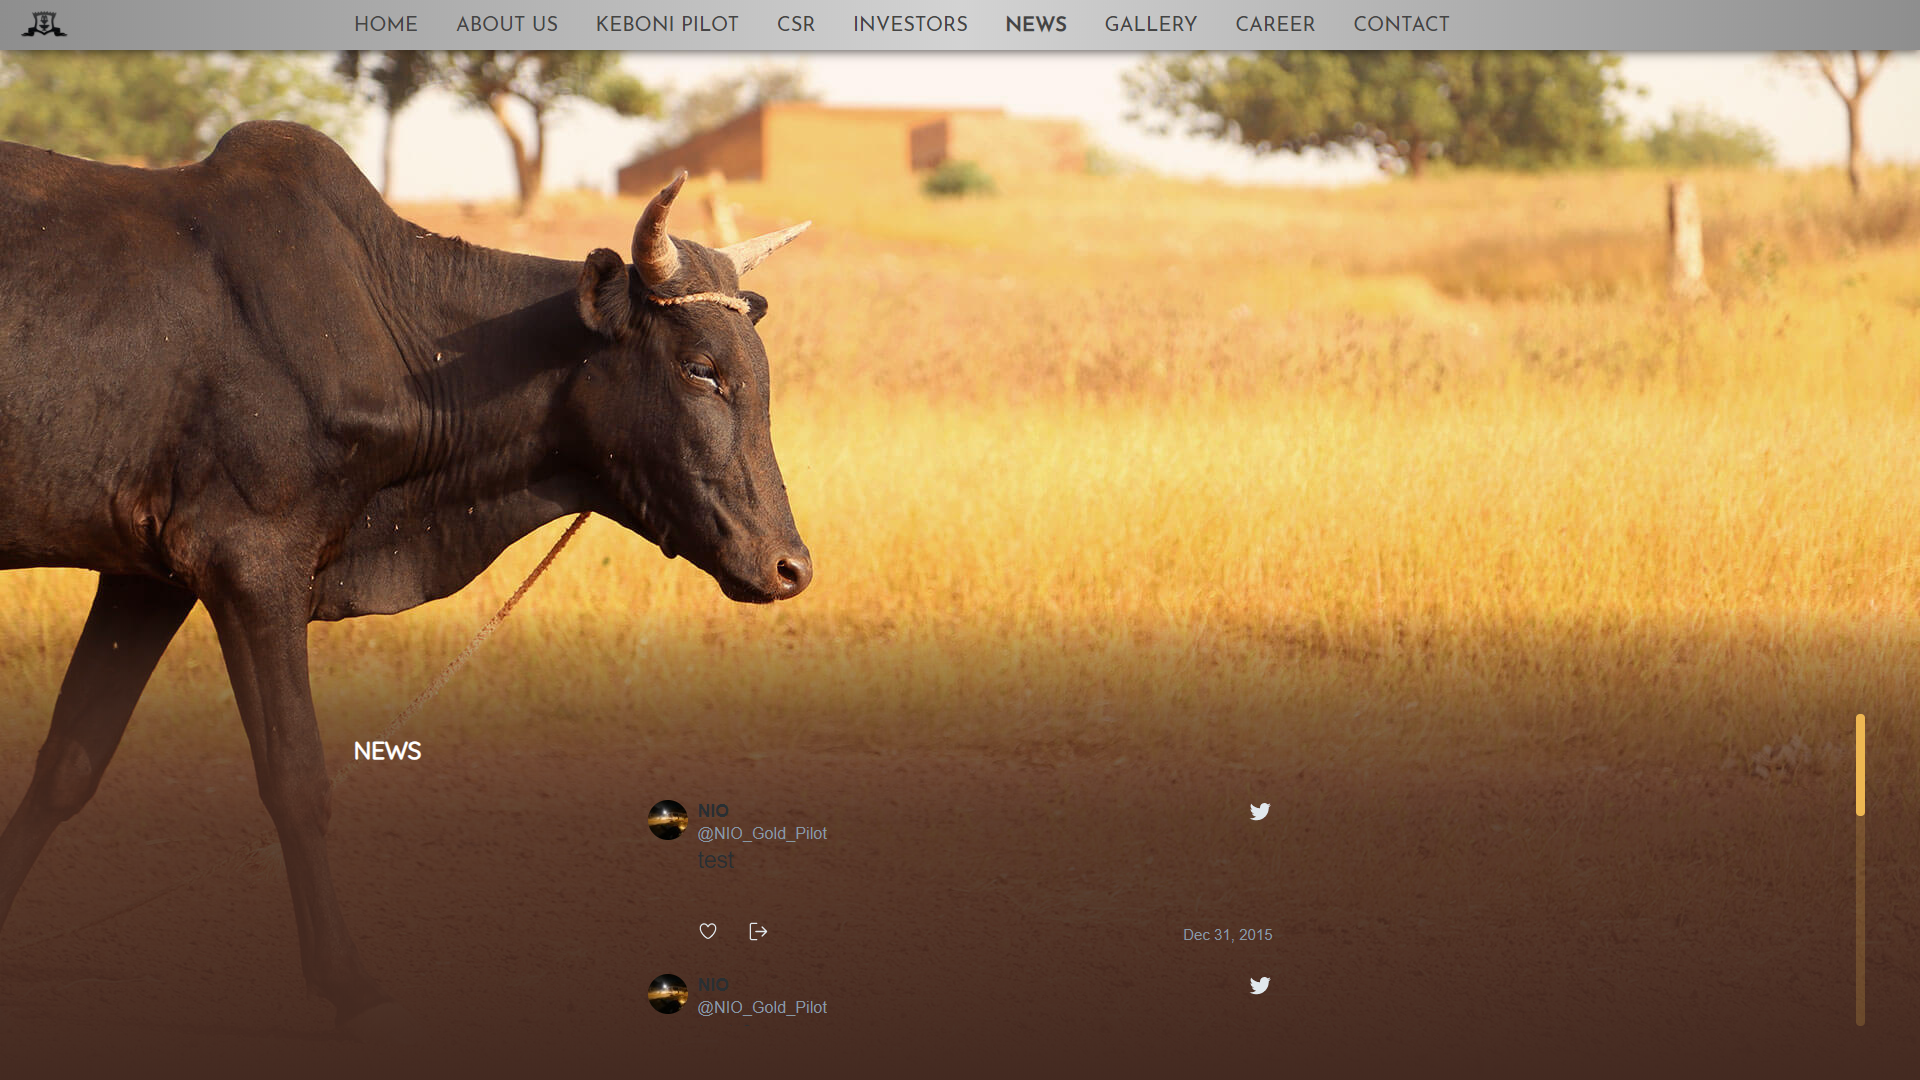 HOME ABOUT US KEBONI PILOT CSR INVESTORS NEWS GALLERY CAREER CONTACT
NEWS
NIO
@NIO_Gold_Pilot
test
Dec 31, 2015
NIO
@NIO_Gold_Pilot